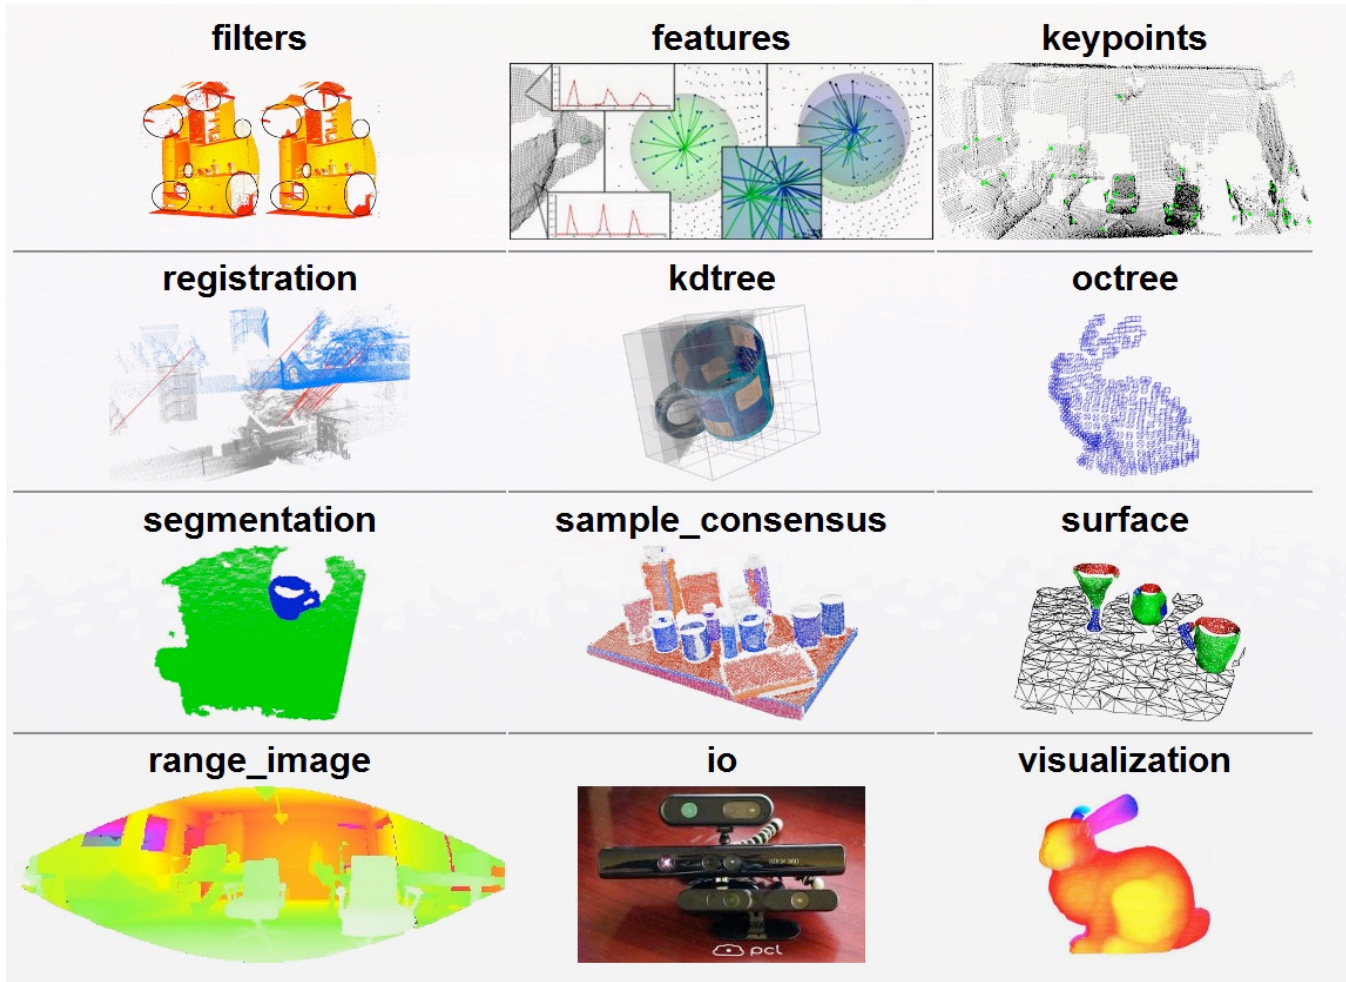 filters
features
keypoints
registration
kdtree
octree
segmentation
sample_consensus
surface
range_image
io
visualization
pcl